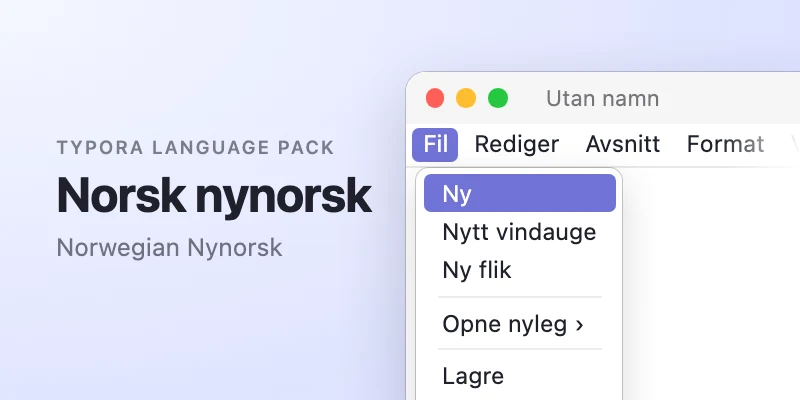 TYPORA LANGUAGE PACK
Norsk nynorsk
Norwegian Nynorsk
Utan namn
Fil Rediger Avsnitt Format
Ny
Nytt vindauge
Ny flik
Opne nyleg ›
Lagre